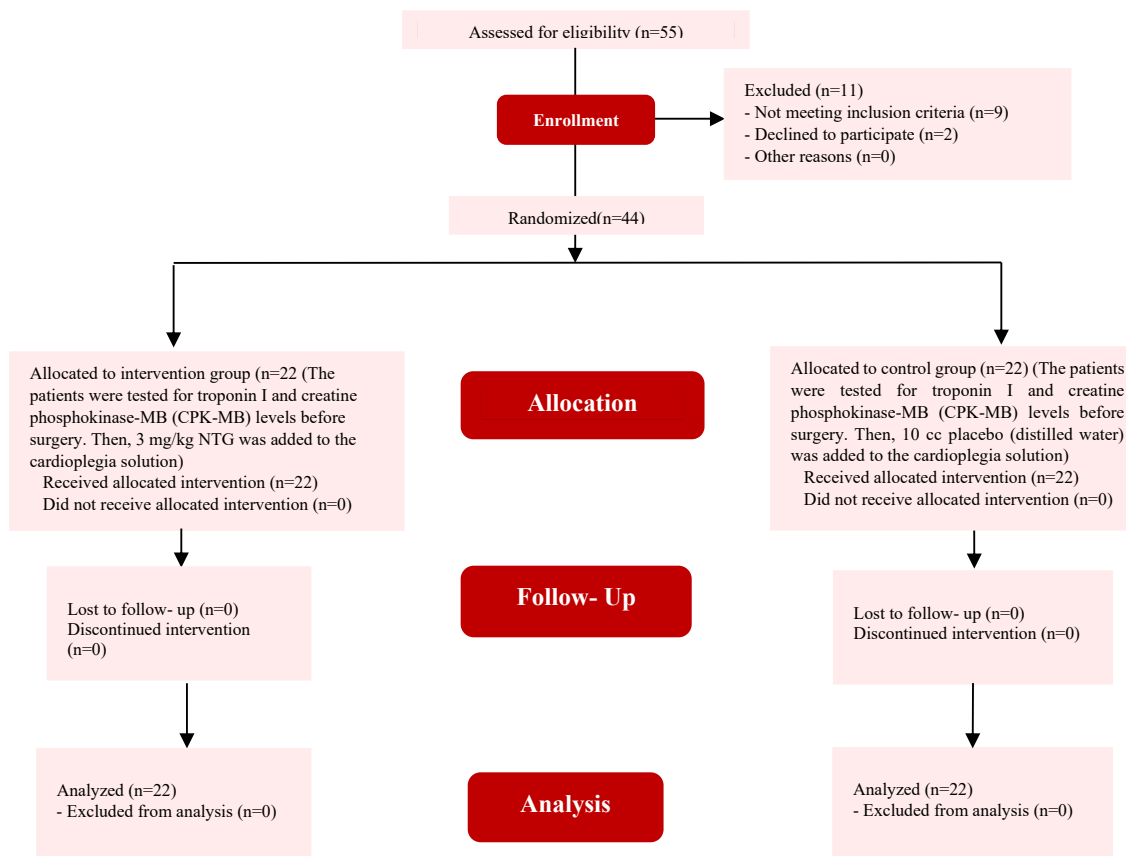 Assessed for eligibility (n=55)
Enrollment
Excluded (n=11)
- Not meeting inclusion criteria (n=9)
- Declined to participate (n=2)
- Other reasons (n=0)
Randomized(n=44)
Allocated to intervention group (n=22 (The
patients were tested for troponin I and creatine
phosphokinase-MB (CPK-MB) levels before
surgery. Then, 3 mg/kg NTG was added to the
cardioplegia solution)
Received allocated intervention (n=22)
Did not receive allocated intervention (n=0)
Allocation
Allocated to control group (n=22) (The patients
were tested for troponin I and creatine
phosphokinase-MB (CPK-MB) levels before
surgery. Then, 10 cc placebo (distilled water)
was added to the cardioplegia solution)
Received allocated intervention (n=22)
Did not receive allocated intervention (n=0)
Lost to follow- up (n=0)
Discontinued intervention
(n=0)
Follow- Up
Lost to follow- up (n=0)
Discontinued intervention (n=0)
Analyzed (n=22)
- Excluded from analysis (n=0)
Analysis
Analyzed (n=22)
- Excluded from analysis (n=0)